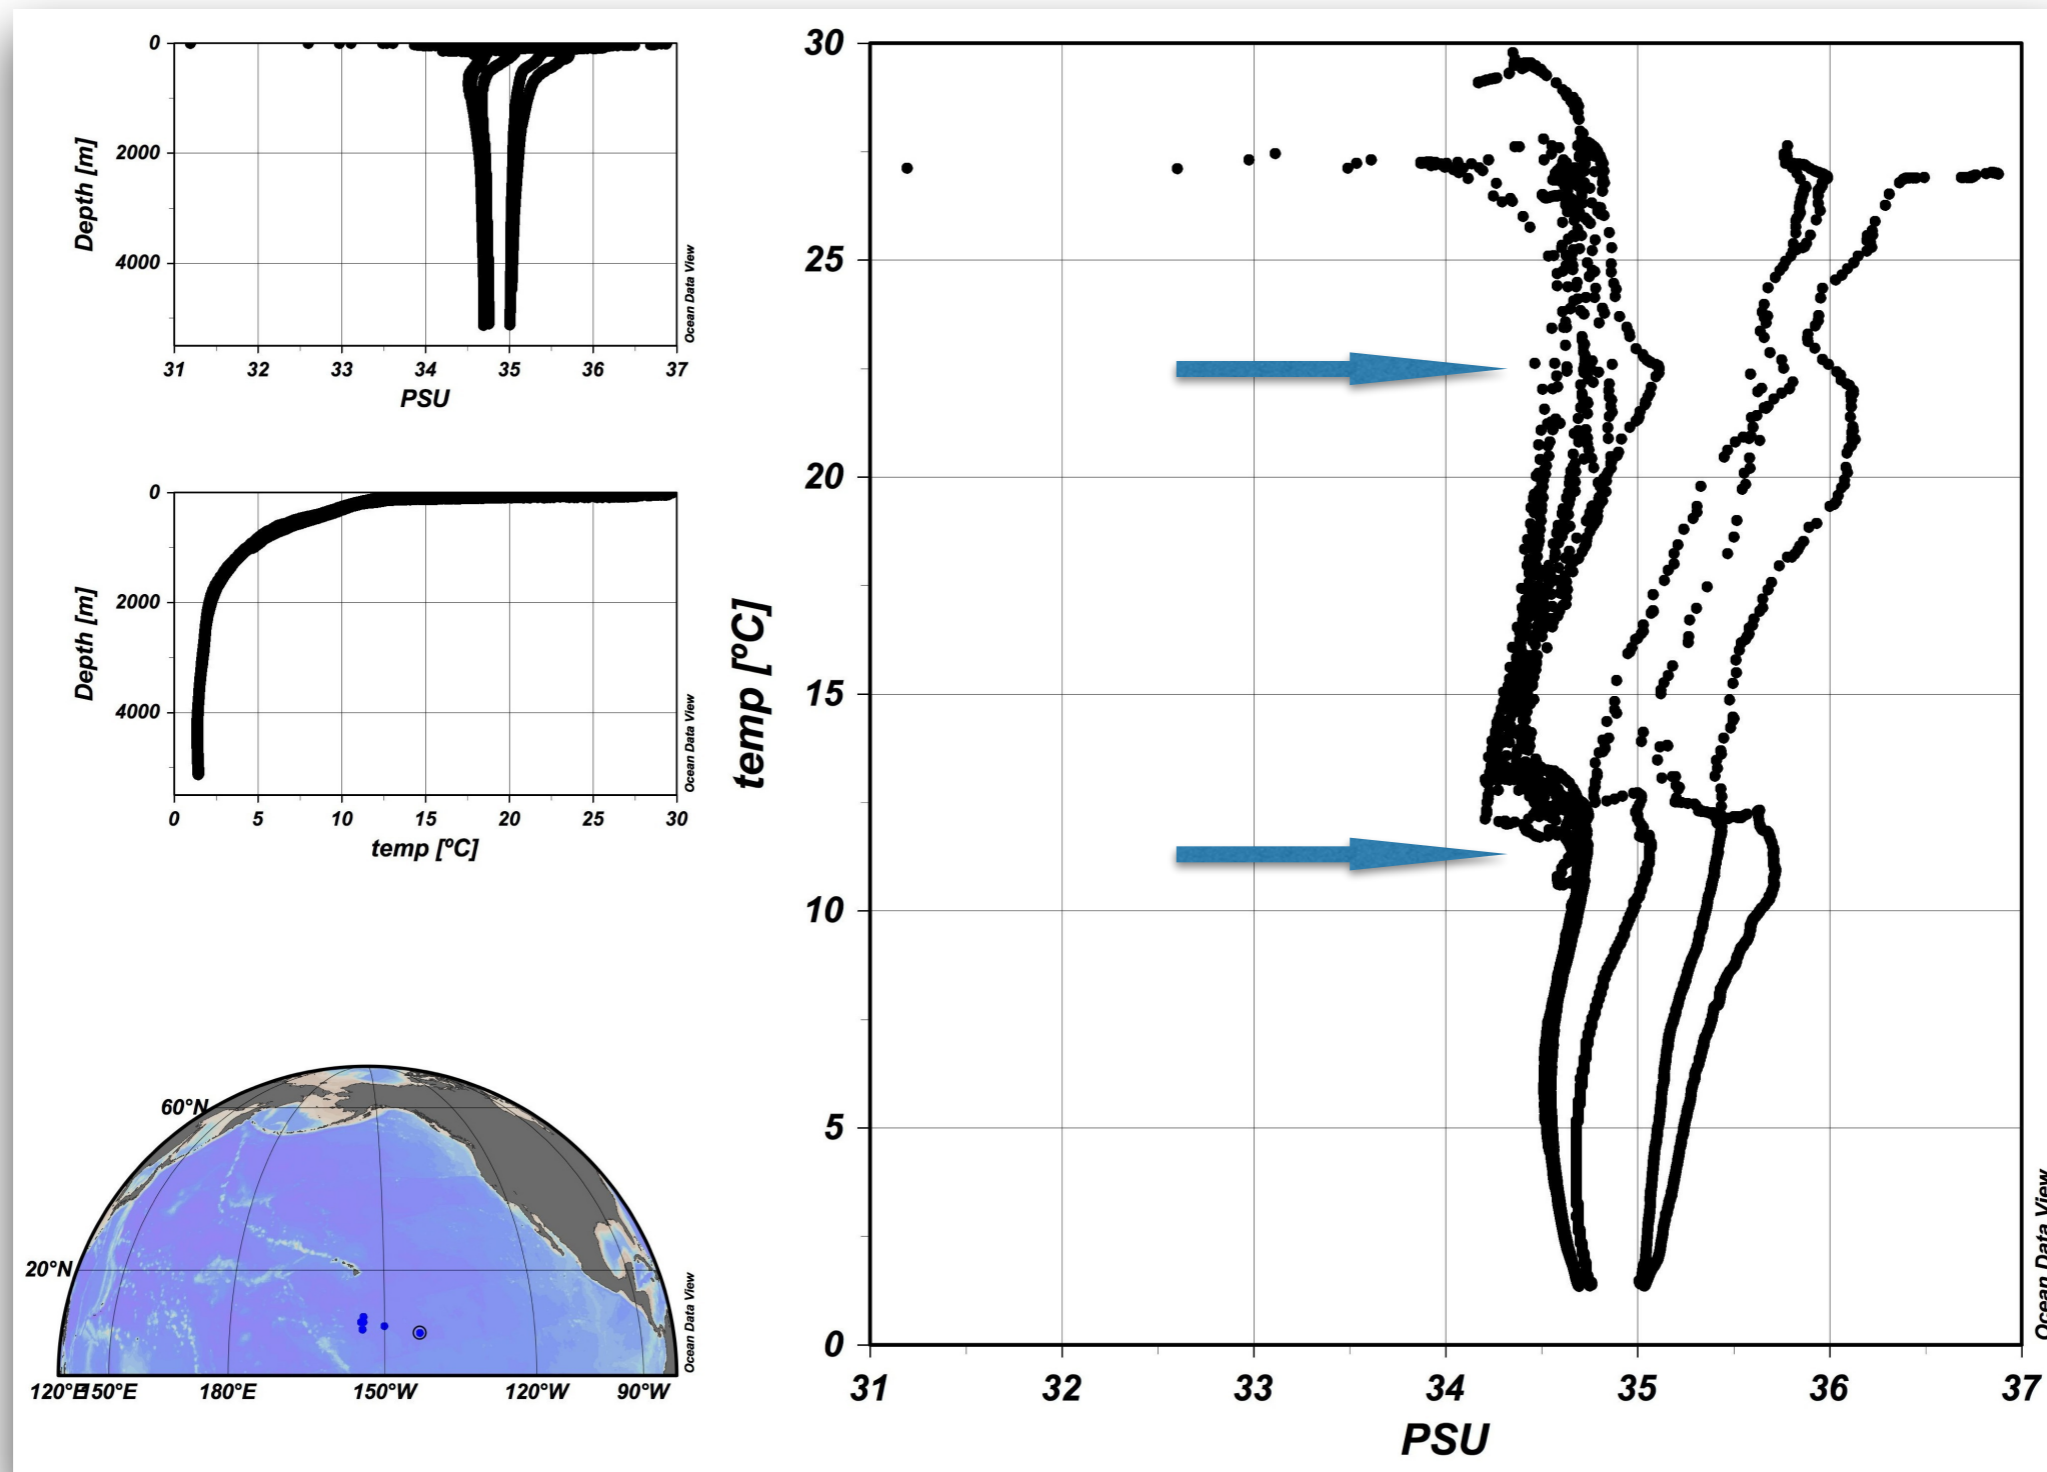 0
2000
4000
Depth [m]
31 32 33 34 35 36 37
PSU
Ocean Data View
0
2000
4000
Depth [m]
0 5 10 15 20 25 30
temp [ºC]
Ocean Data View
60°N
20°N
120°E 150°E 180°E 150°W 120°W 90°W
Ocean Data View
30
25
20
15
10
5
0
temp [ºC]
31 32 33 34 35 36 37
PSU
Ocean Data View